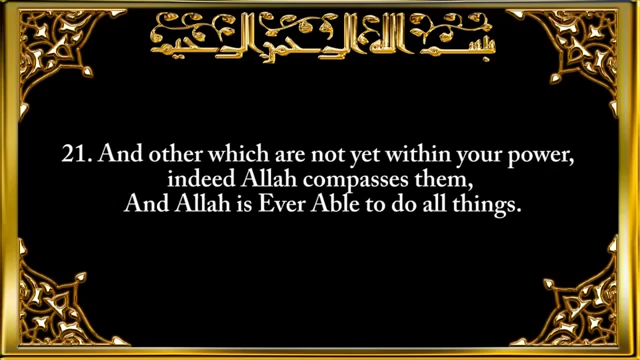 بسم الله الرحمن الرحيم
21. And other which are not yet within your power,
indeed Allah compasses them,
And Allah is Ever Able to do all things.